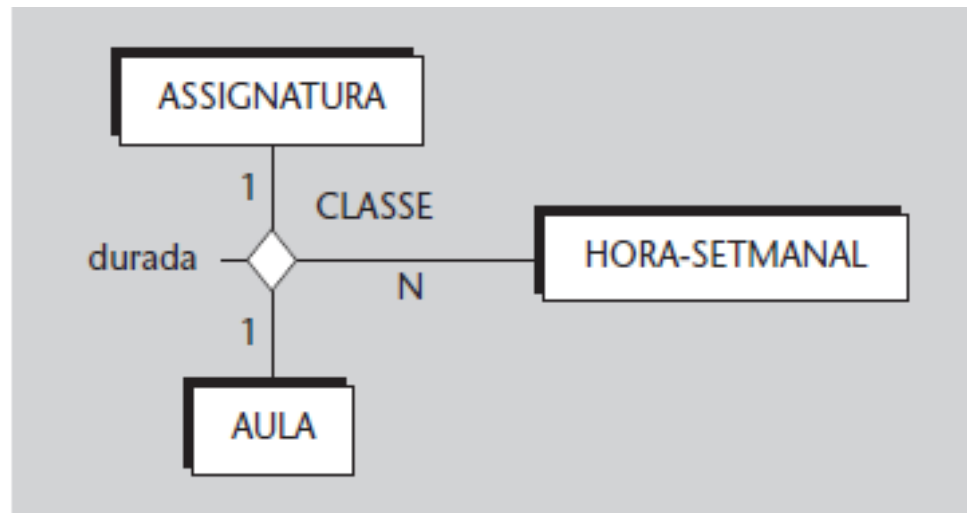 ASSIGNATURA
1
CLASSE
durada
HORA-SETMANAL
N
1
AULA